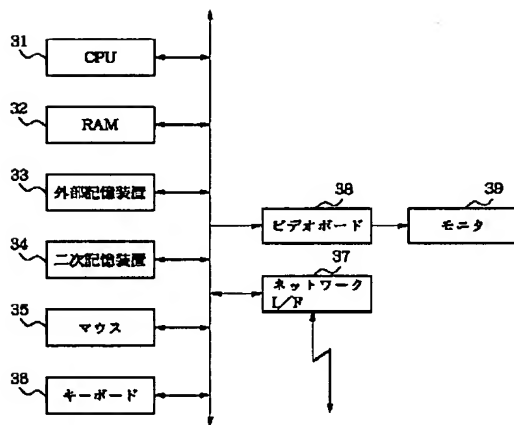 31
CPU
32
RAM
33
外部記憶装置
34
二次記憶装置
35
マウス
38
キーボード
38
ビデオボード
39
モニタ
37
ネットワーク
I/F